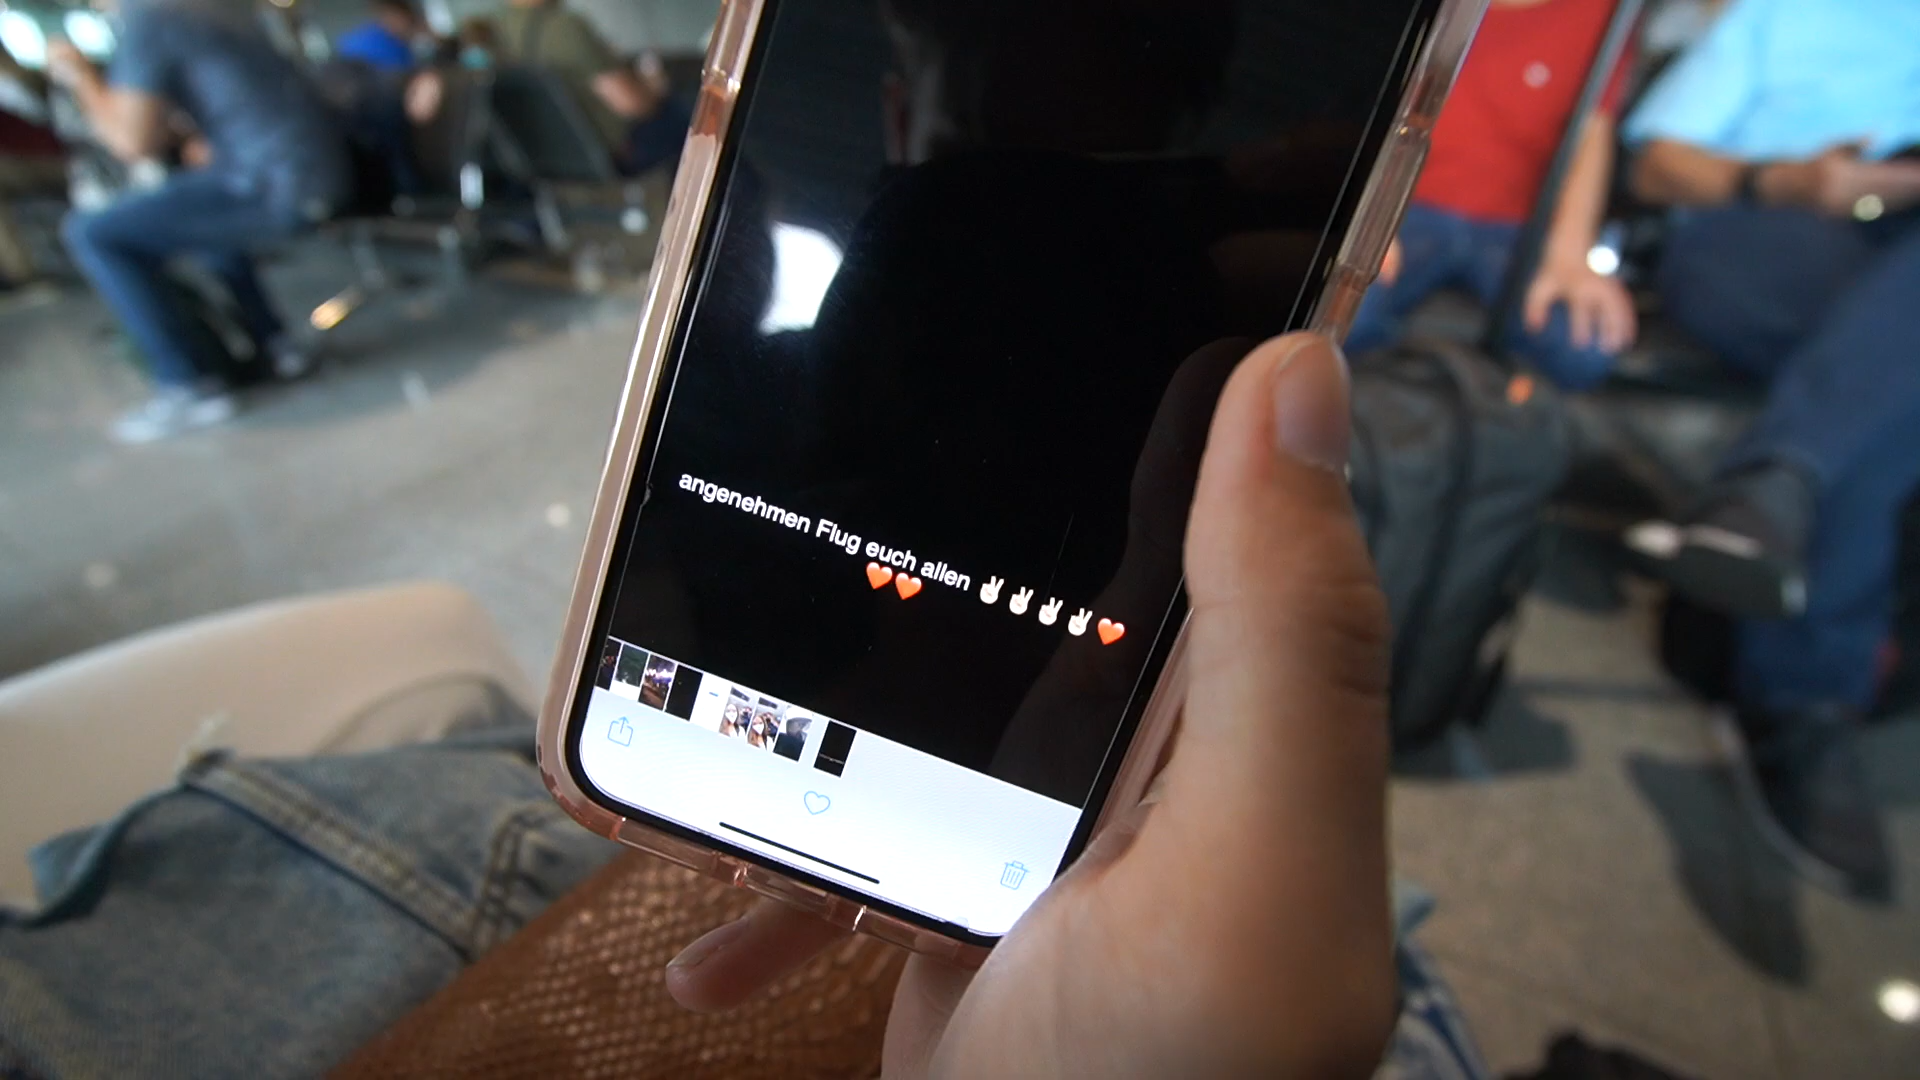 angenehmen Flug euch allen ✌🏻✌🏻✌🏻✌🏻❤️
❤️❤️